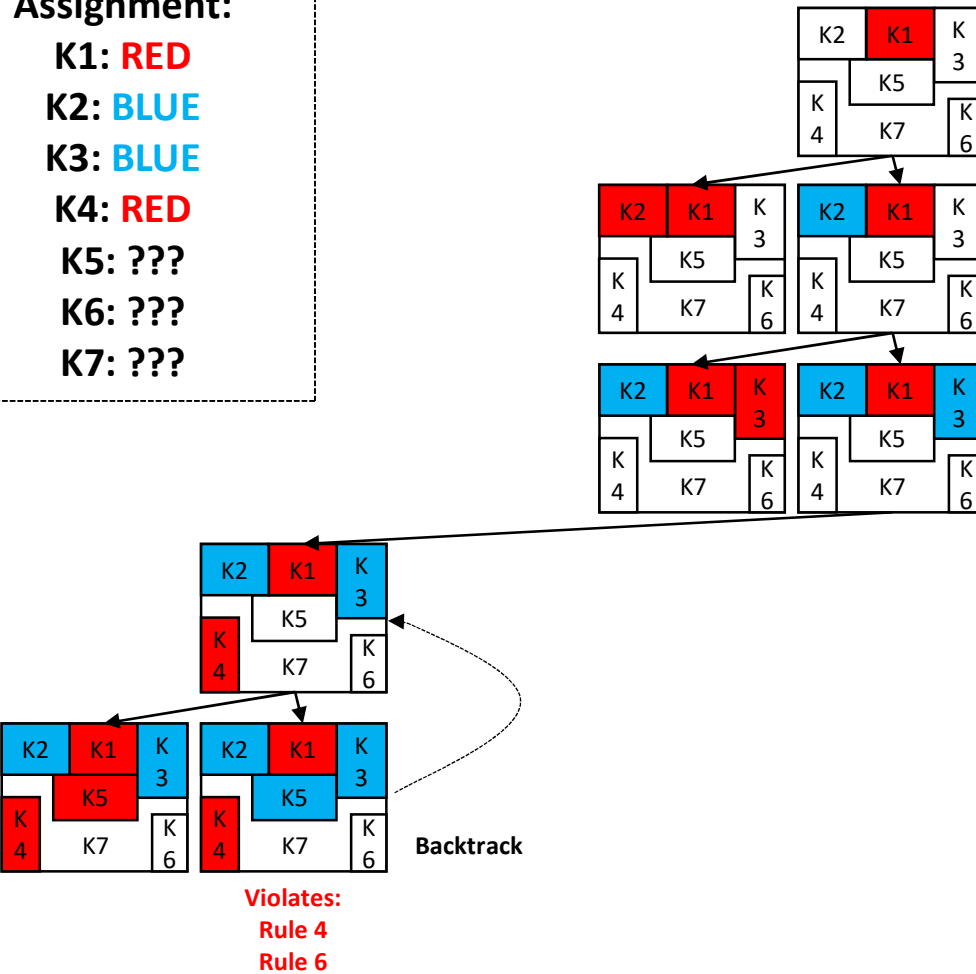 Assignment:
K1: RED
K2: BLUE
K3: BLUE
K4: RED
K5: ???
K6: ???
K7: ???
K2 K1 K
3
K5
K
4
K7
K
6
K2 K1 K
3
K5
K
4
K7
K
6
K2 K1 K
3
K5
K
4
K7
K
6
K2 K1 K
3
K5
K
4
K7
K
6
K2 K1 K
3
K5
K
4
K7
K
6
K2 K1 K
3
K5
K
4
K7
K
6
K2 K1 K
3
K5
K
4
K7
K
6
K2 K1 K
3
K5
K
4
K7
K
6
Backtrack
Violates:
Rule 4
Rule 6